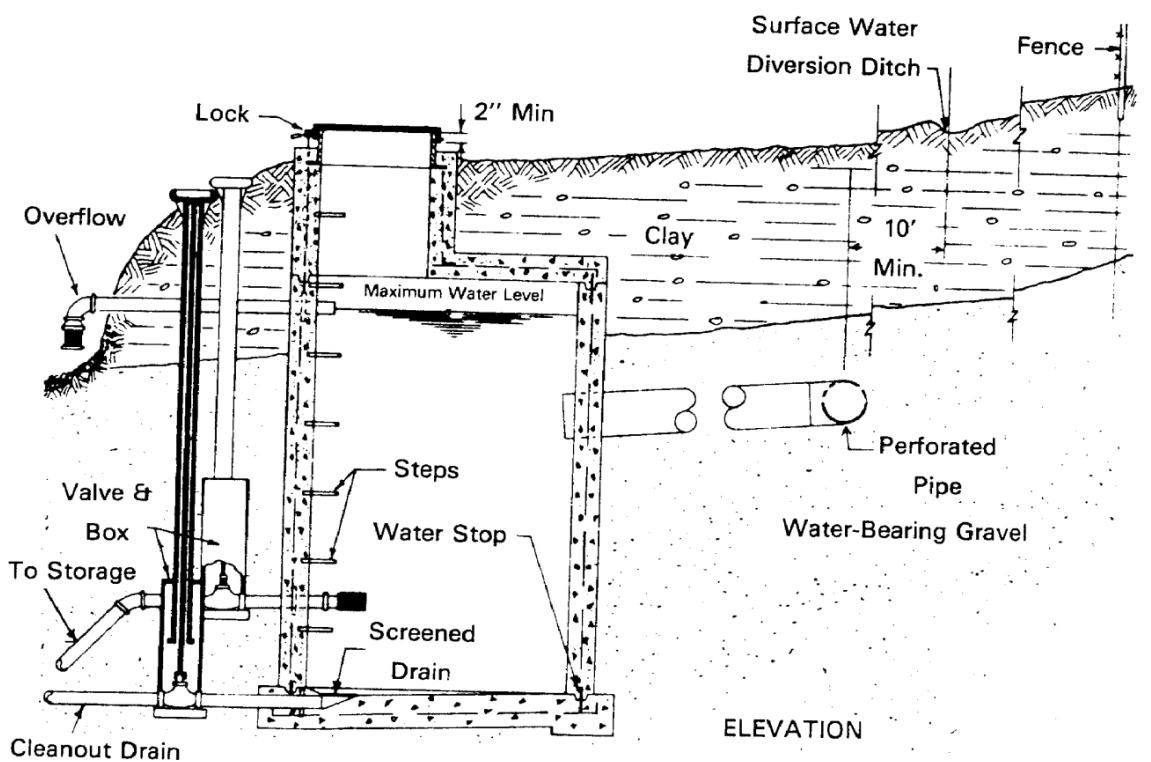 Surface Water
Diversion Ditch
Fence
Lock
2'' Min
Overflow
Clay
10'
Min.
Maximum Water Level
Steps
Perforated
Pipe
Valve &
Box
Water Stop
Water-Bearing Gravel
To Storage
Screened
Drain
ELEVATION
Cleanout Drain